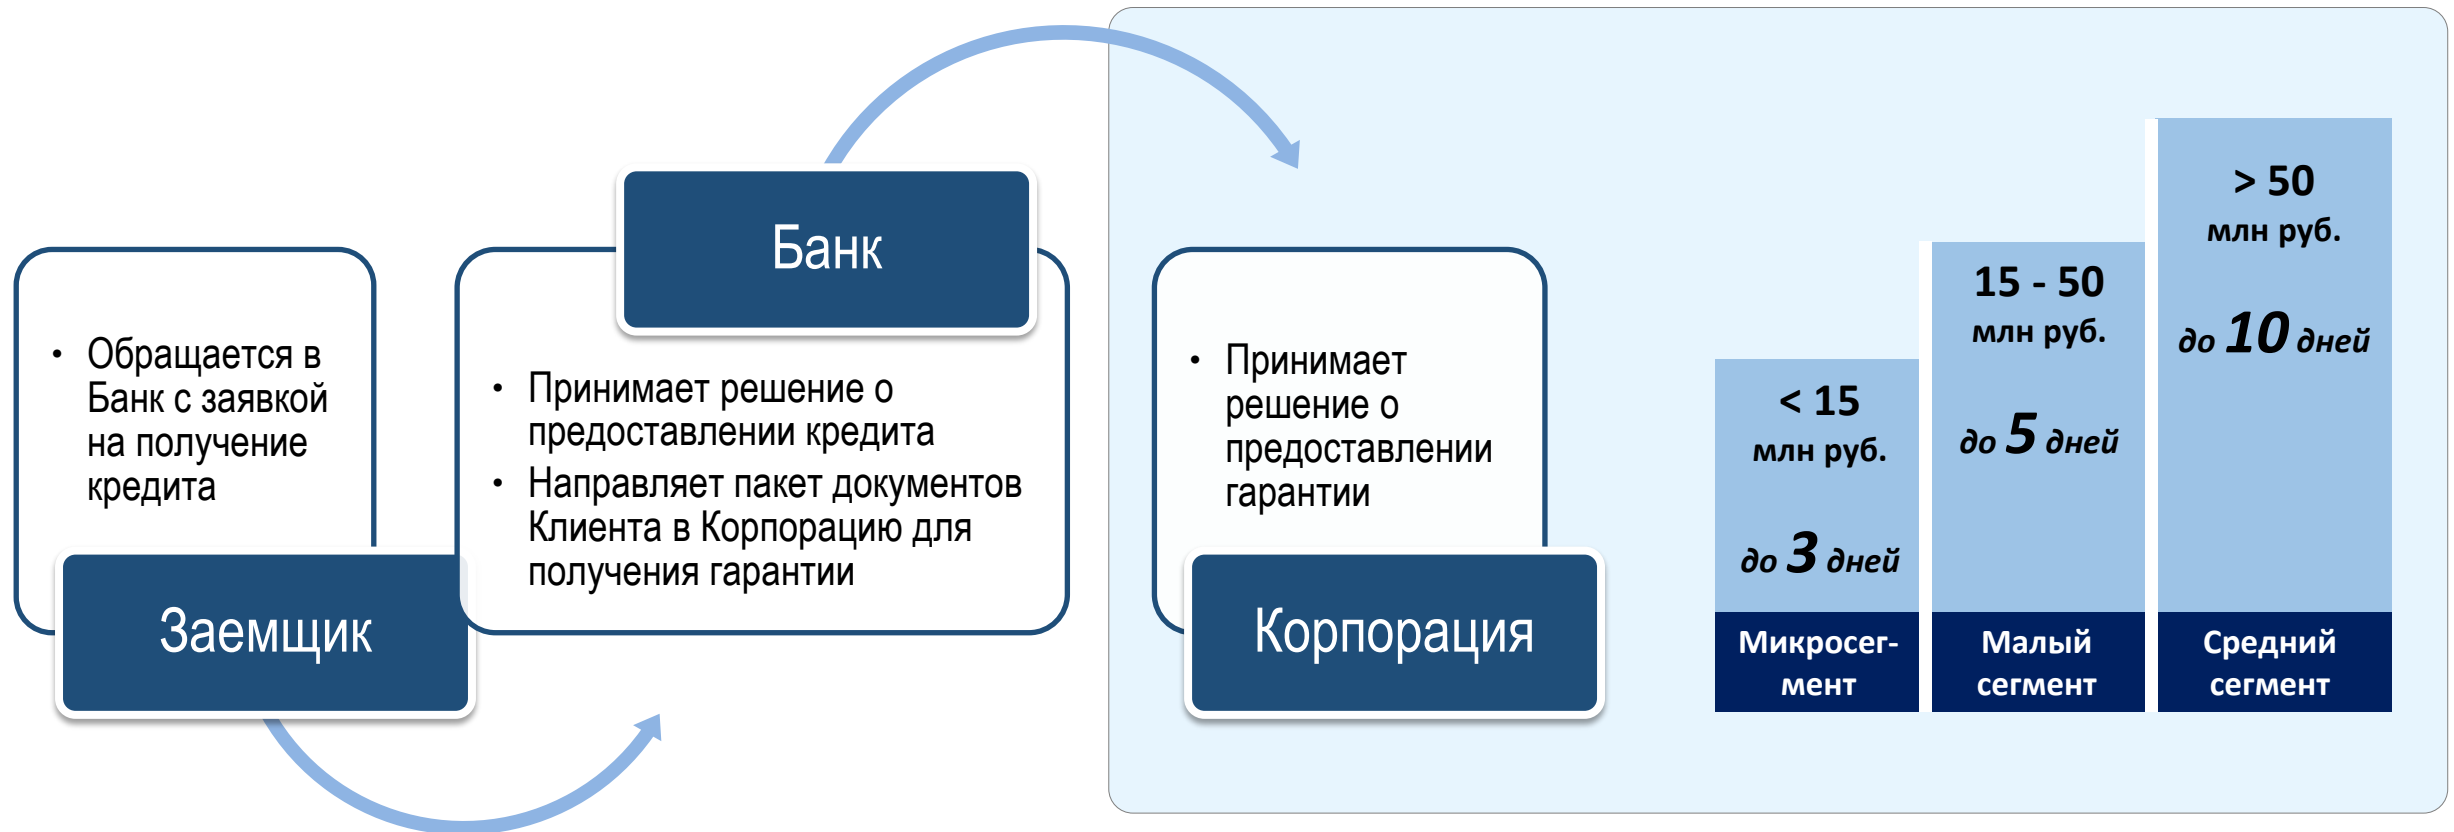 • Обращается в
Банк с заявкой
на получение
кредита
Заемщик
Банк
• Принимает решение о
предоставлении кредита
• Направляет пакет документов
Клиента в Корпорацию для
получения гарантии
• Принимает
решение о
предоставлении
гарантии
Корпорация
< 15
млн руб.
до 3 дней
Микросег-
мент
15 - 50
млн руб.
до 5 дней
Малый
сегмент
> 50
млн руб.
до 10 дней
Средний
сегмент